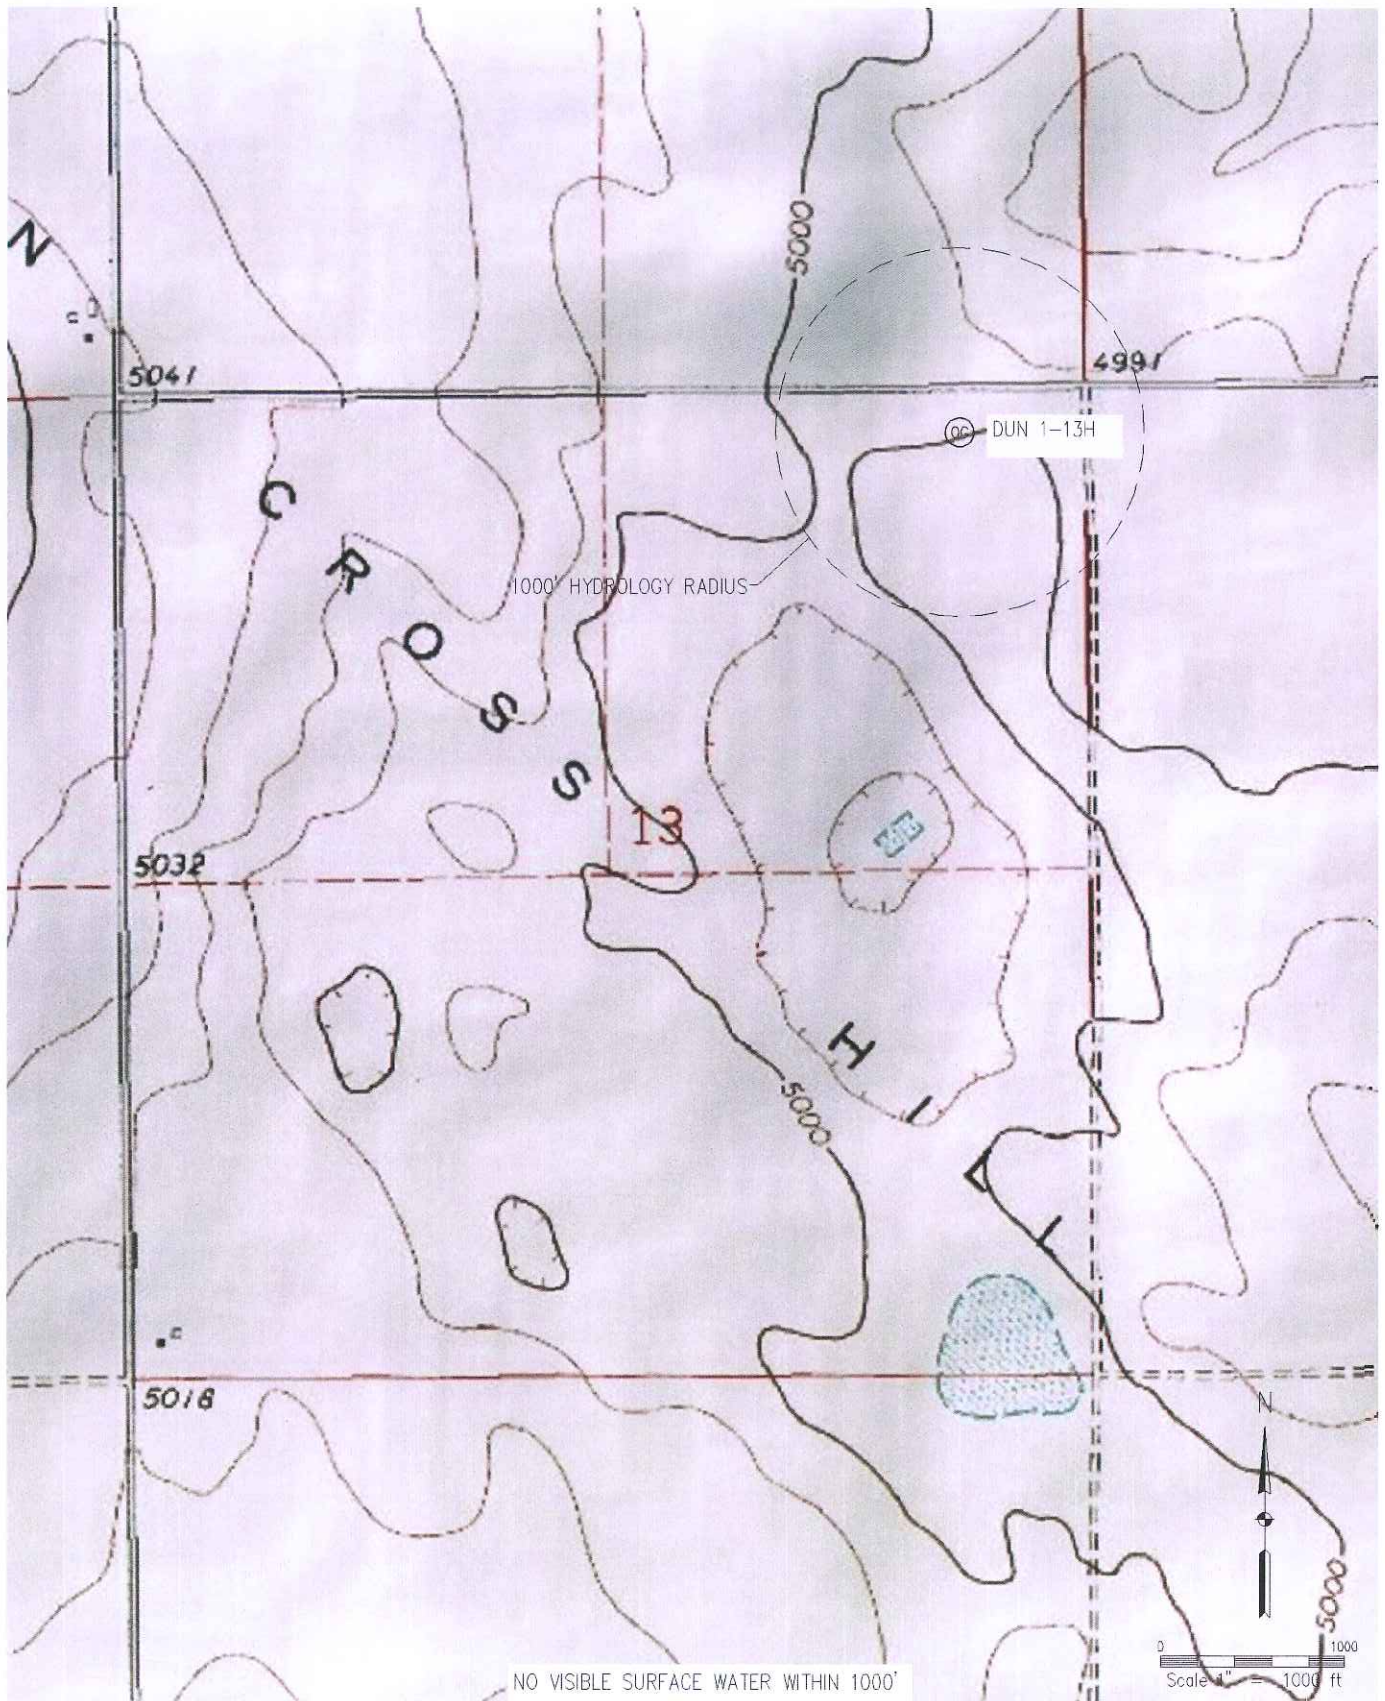 N
5000
5041
4991
OG DUN 1-13H
C
R
1000' HYDROLOGY RADIUS
O
S
S
13
5032
H
I
5000
L
L
5018
N
5000
0 1000
Scale 1" = 1000 ft
NO VISIBLE SURFACE WATER WITHIN 1000'